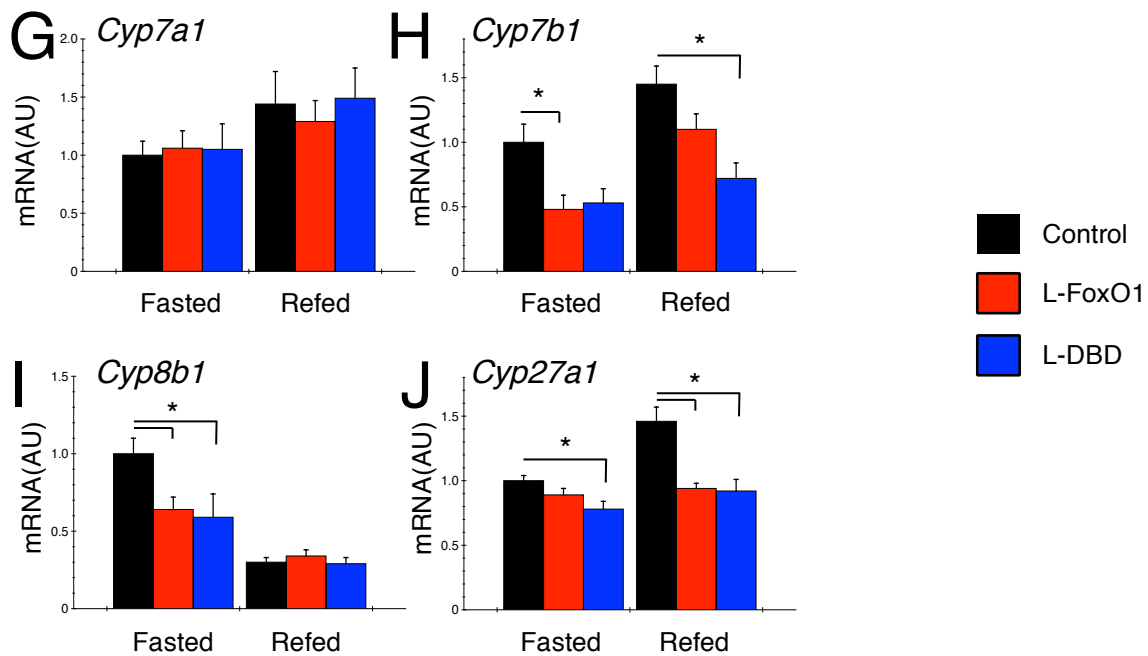 G Cyp7a1
mRNA(AU)
2.0
1.5
1.0
0.5
0
Fasted Refed
H Cyp7b1
mRNA(AU)
1.5
1.0
0.5
0
* *
Fasted Refed
Control
L-FoxO1
L-DBD
I Cyp8b1
mRNA(AU)
1.5
1.0
0.5
0
*
Fasted Refed
J Cyp27a1
mRNA(AU)
1.5
1.0
0.5
0
* *
Fasted Refed